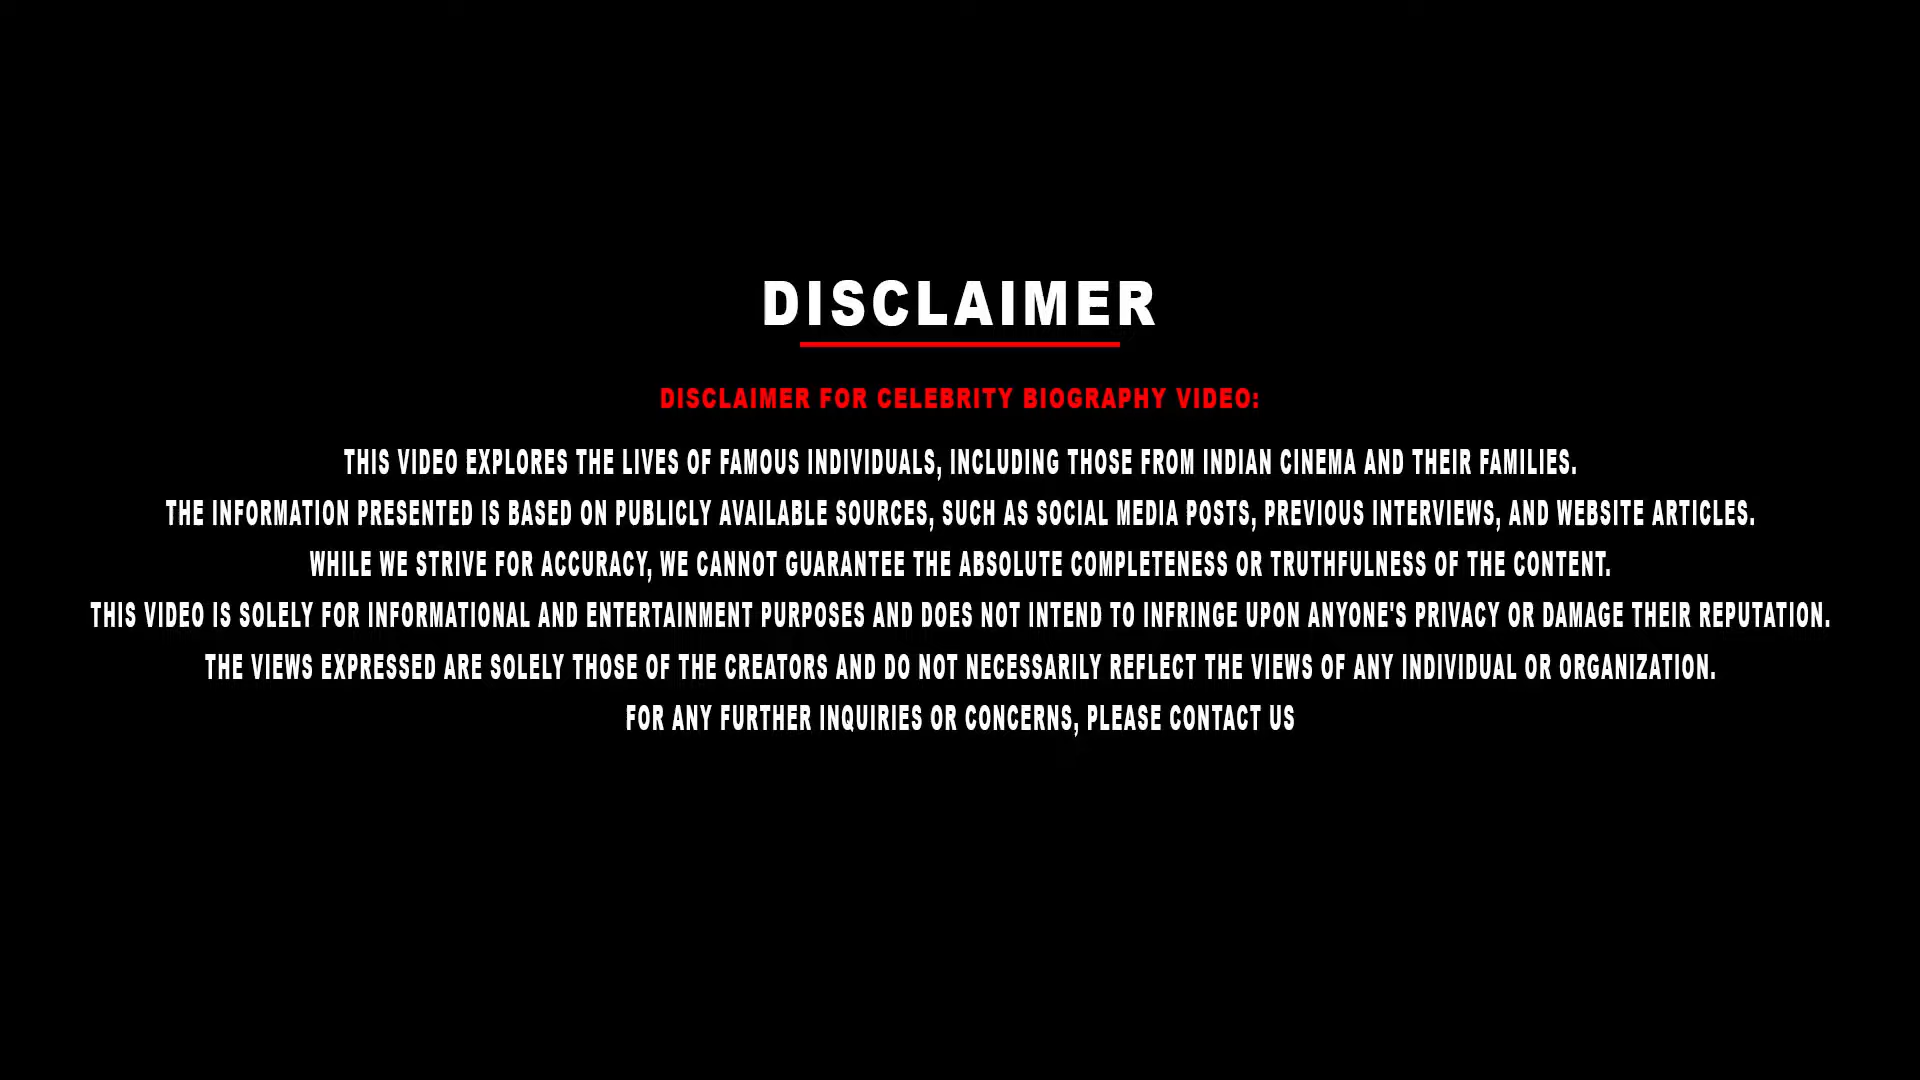 DISCLAIMER
DISCLAIMER FOR CELEBRITY BIOGRAPHY VIDEO:
THIS VIDEO EXPLORES THE LIVES OF FAMOUS INDIVIDUALS, INCLUDING THOSE FROM INDIAN CINEMA AND THEIR FAMILIES.
THE INFORMATION PRESENTED IS BASED ON PUBLICLY AVAILABLE SOURCES, SUCH AS SOCIAL MEDIA POSTS, PREVIOUS INTERVIEWS, AND WEBSITE ARTICLES.
WHILE WE STRIVE FOR ACCURACY, WE CANNOT GUARANTEE THE ABSOLUTE COMPLETENESS OR TRUTHFULNESS OF THE CONTENT.
THIS VIDEO IS SOLELY FOR INFORMATIONAL AND ENTERTAINMENT PURPOSES AND DOES NOT INTEND TO INFRINGE UPON ANYONE'S PRIVACY OR DAMAGE THEIR REPUTATION.
THE VIEWS EXPRESSED ARE SOLELY THOSE OF THE CREATORS AND DO NOT NECESSARILY REFLECT THE VIEWS OF ANY INDIVIDUAL OR ORGANIZATION.
FOR ANY FURTHER INQUIRIES OR CONCERNS, PLEASE CONTACT US